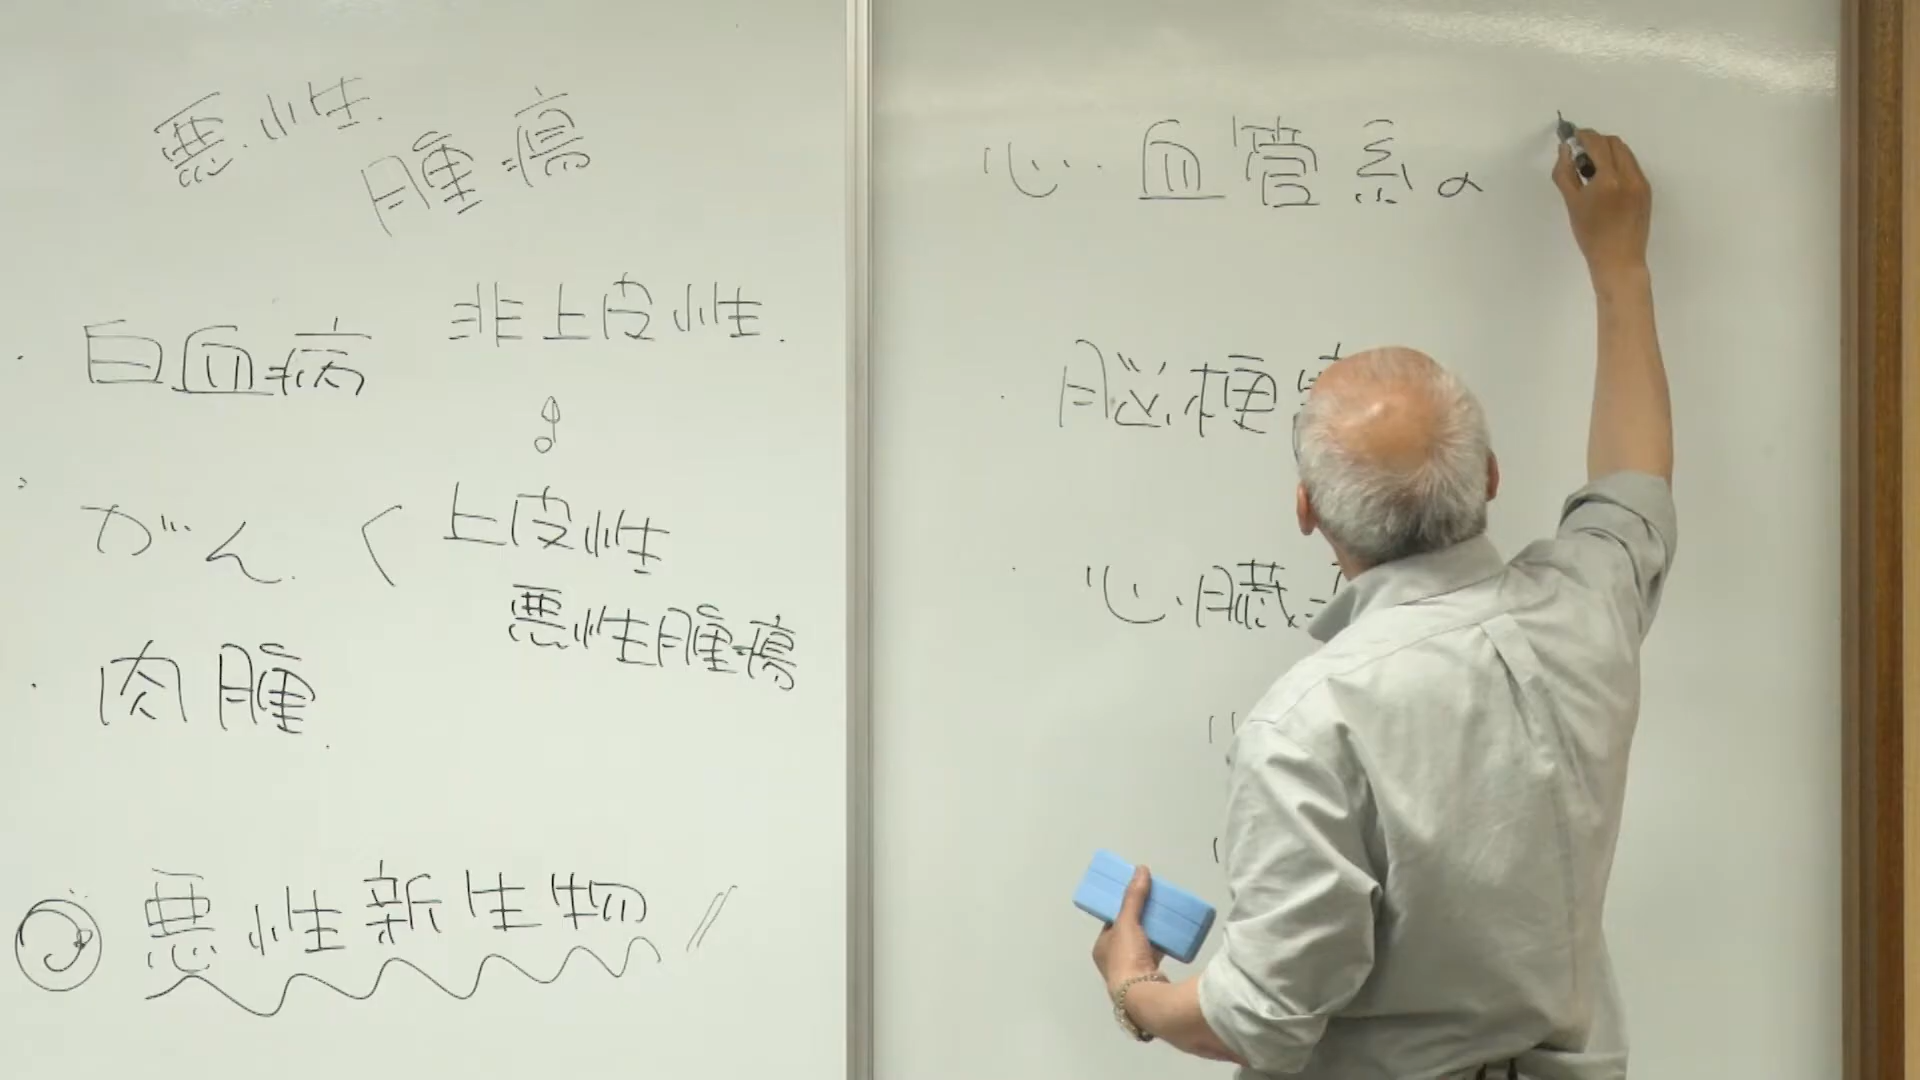 悪性
腫瘍
・白血病
非上皮性
・がん く 上皮性
悪性腫瘍
・肉腫
悪性新生物
心血管系の
・脳梗
・心臓